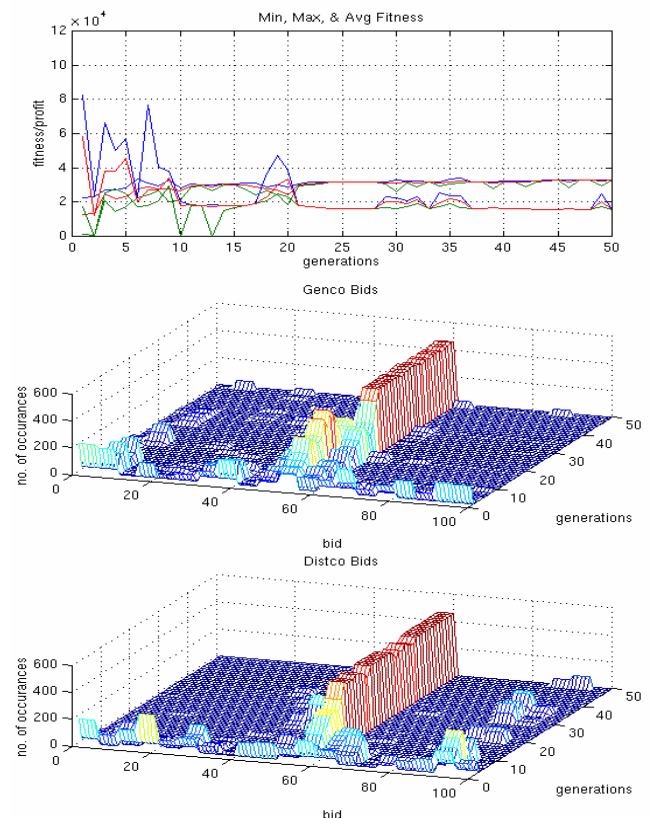 Min, Max, & Avg Fitness
× 10⁴
12
10
8
6
4
2
0
fitness/profit
0 5 10 15 20 25 30 35 40 45 50
generations
Genco Bids
600
400
200
0
no. of occurances
0 20 40 60 80 100
bid
0 10 20 30 40 50
generations
Distco Bids
600
400
200
0
no. of occurances
0 20 40 60 80 100
bid
0 10 20 30 40 50
generations